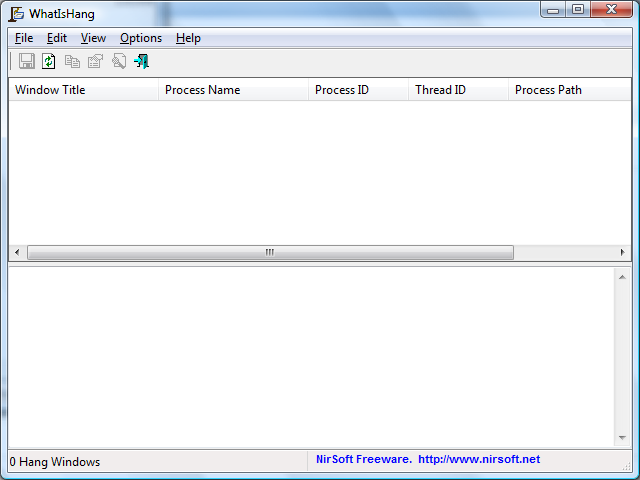 WhatIsHang
File Edit View Options Help
Window Title Process Name Process ID Thread ID Process Path
0 Hang Windows NirSoft Freeware. http://www.nirsoft.net